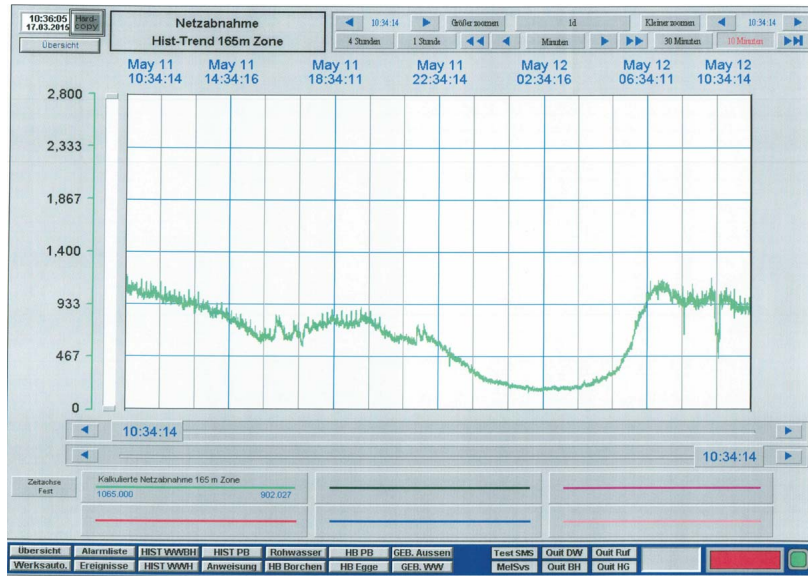 10:36:05
17.03.2015
Hard-
copy
Übersicht
Netzabnahme
Hist-Trend 165m Zone
10:34:14
Größer zoomen
1d
Kleiner zoomen
10:34:14
4 Stunden
1 Stunde
Minuten
30 Minuten
10 Minuten
May 11 May 11 May 11 May 11 May 12 May 12 May 12
10:34:14 14:34:16 18:34:11 22:34:14 02:34:16 06:34:11 10:34:14
2,800
2,333
1,867
1,400
933
467
0
10:34:14
10:34:14
Zeitachse
Fest
Kalkulierte Netzabnahme 165 m Zone
1065.000 902.027
Übersicht Alarmliste HIST WWBH HIST PB Rohwasser HB PB GEB. Aussen Test SMS Quit DW Quit Ruf
Werksauto. Ereignisse HIST WWH Anweisung HB Borchen HB Egge GEB. WW MelSvs Quit BH Quit HG